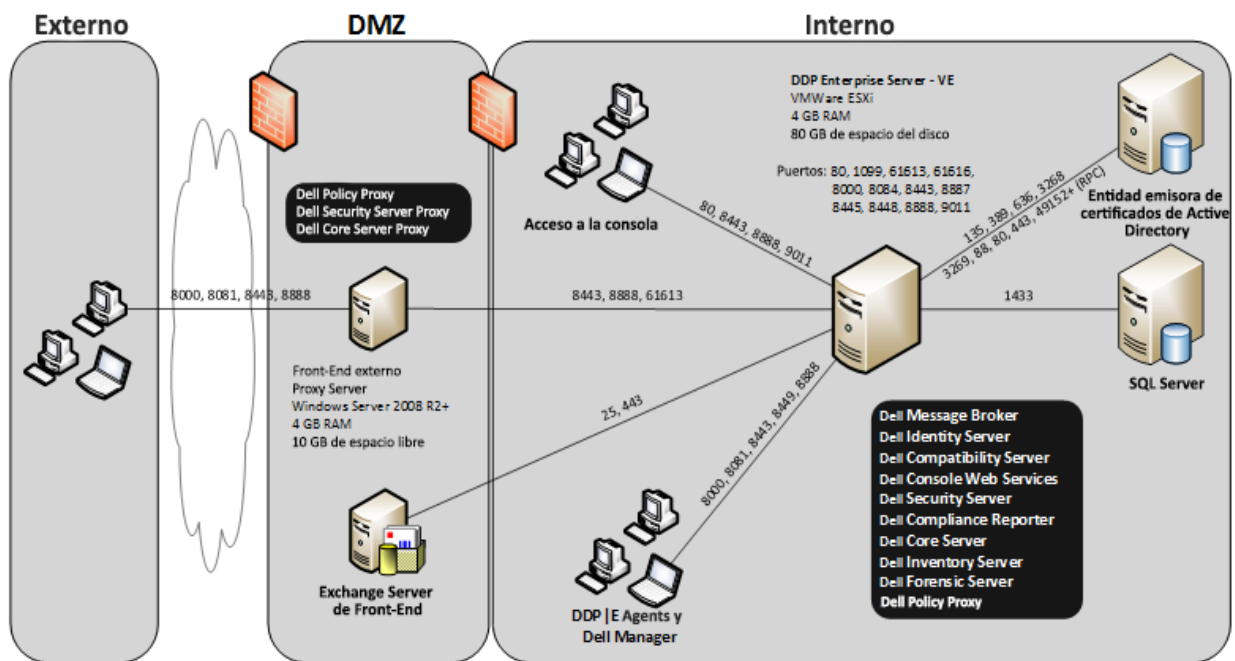 Externo
DMZ
Interno
DDP Enterprise Server - VE
VMWare ESXi
4 GB RAM
80 GB de espacio del disco
Puertos: 80, 1099, 61613, 61616,
8000, 8084, 8443, 8887
8445, 8448, 8888, 9011
Dell Policy Proxy
Dell Security Server Proxy
Dell Core Server Proxy
Acceso a la consola
80, 8443, 8888, 9011
135, 389, 636, 3268
3269, 88, 80, 443, 49152+ (RPC)
Entidad emisora de
certificados de Active
Directory
8000, 8081, 8443, 8888
8443, 8888, 61613
1433
Front-End externo
Proxy Server
Windows Server 2008 R2+
4 GB RAM
10 GB de espacio libre
SQL Server
25, 443
8000, 8081, 8443, 8449, 8888
Dell Message Broker
Dell Identity Server
Dell Compatibility Server
Dell Console Web Services
Dell Security Server
Dell Compliance Reporter
Dell Core Server
Dell Inventory Server
Dell Forensic Server
Dell Policy Proxy
Exchange Server
de Front-End
DDP|E Agents y
Dell Manager